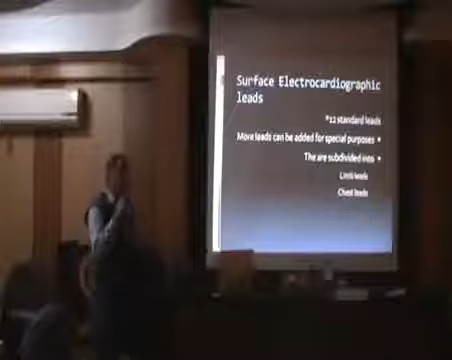 Surface Electrocardiographic
leads
*12 standard leads
More leads can be added for special purposes •
The are subdivided into •
Limb leads
Chest leads